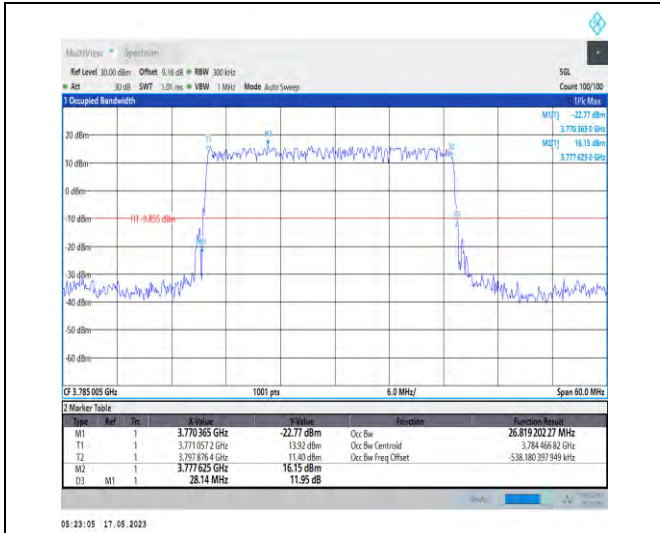 MultiView Spectrum
Ref Level 30.00 dBm Offset 9.16 dB RBW 300 kHz SGL
Att 30 dB SWT 1.01 ms VBW 1 MHz Mode Auto Sweep Count 100/100
1 Occupied Bandwidth 1Pk Max
M1[1] -22.77 dBm
3.770 365 0 GHz
M2[1] 16.15 dBm
3.777 625 0 GHz
20 dBm
T1 M2 T2
10 dBm
0 dBm
-10 dBm H1 -9.855 dBm D3
-20 dBm M1
-30 dBm
-40 dBm
-50 dBm
-60 dBm
CF 3.785 005 GHz 1001 pts 6.0 MHz/ Span 60.0 MHz
2 Marker Table
Type Ref Trc X-Value Y-Value Function Function Result
M1 1 3.770 365 GHz -22.77 dBm Occ Bw 26.819 202 27 MHz
T1 1 3.771 057 2 GHz 13.92 dBm Occ Bw Centroid 3.784 466 82 GHz
T2 1 3.797 876 4 GHz 11.40 dBm Occ Bw Freq Offset -538.180 397 949 kHz
M2 1 3.777 625 GHz 16.15 dBm
D3 M1 1 28.14 MHz 11.95 dB
05:23:05 17.05.2023